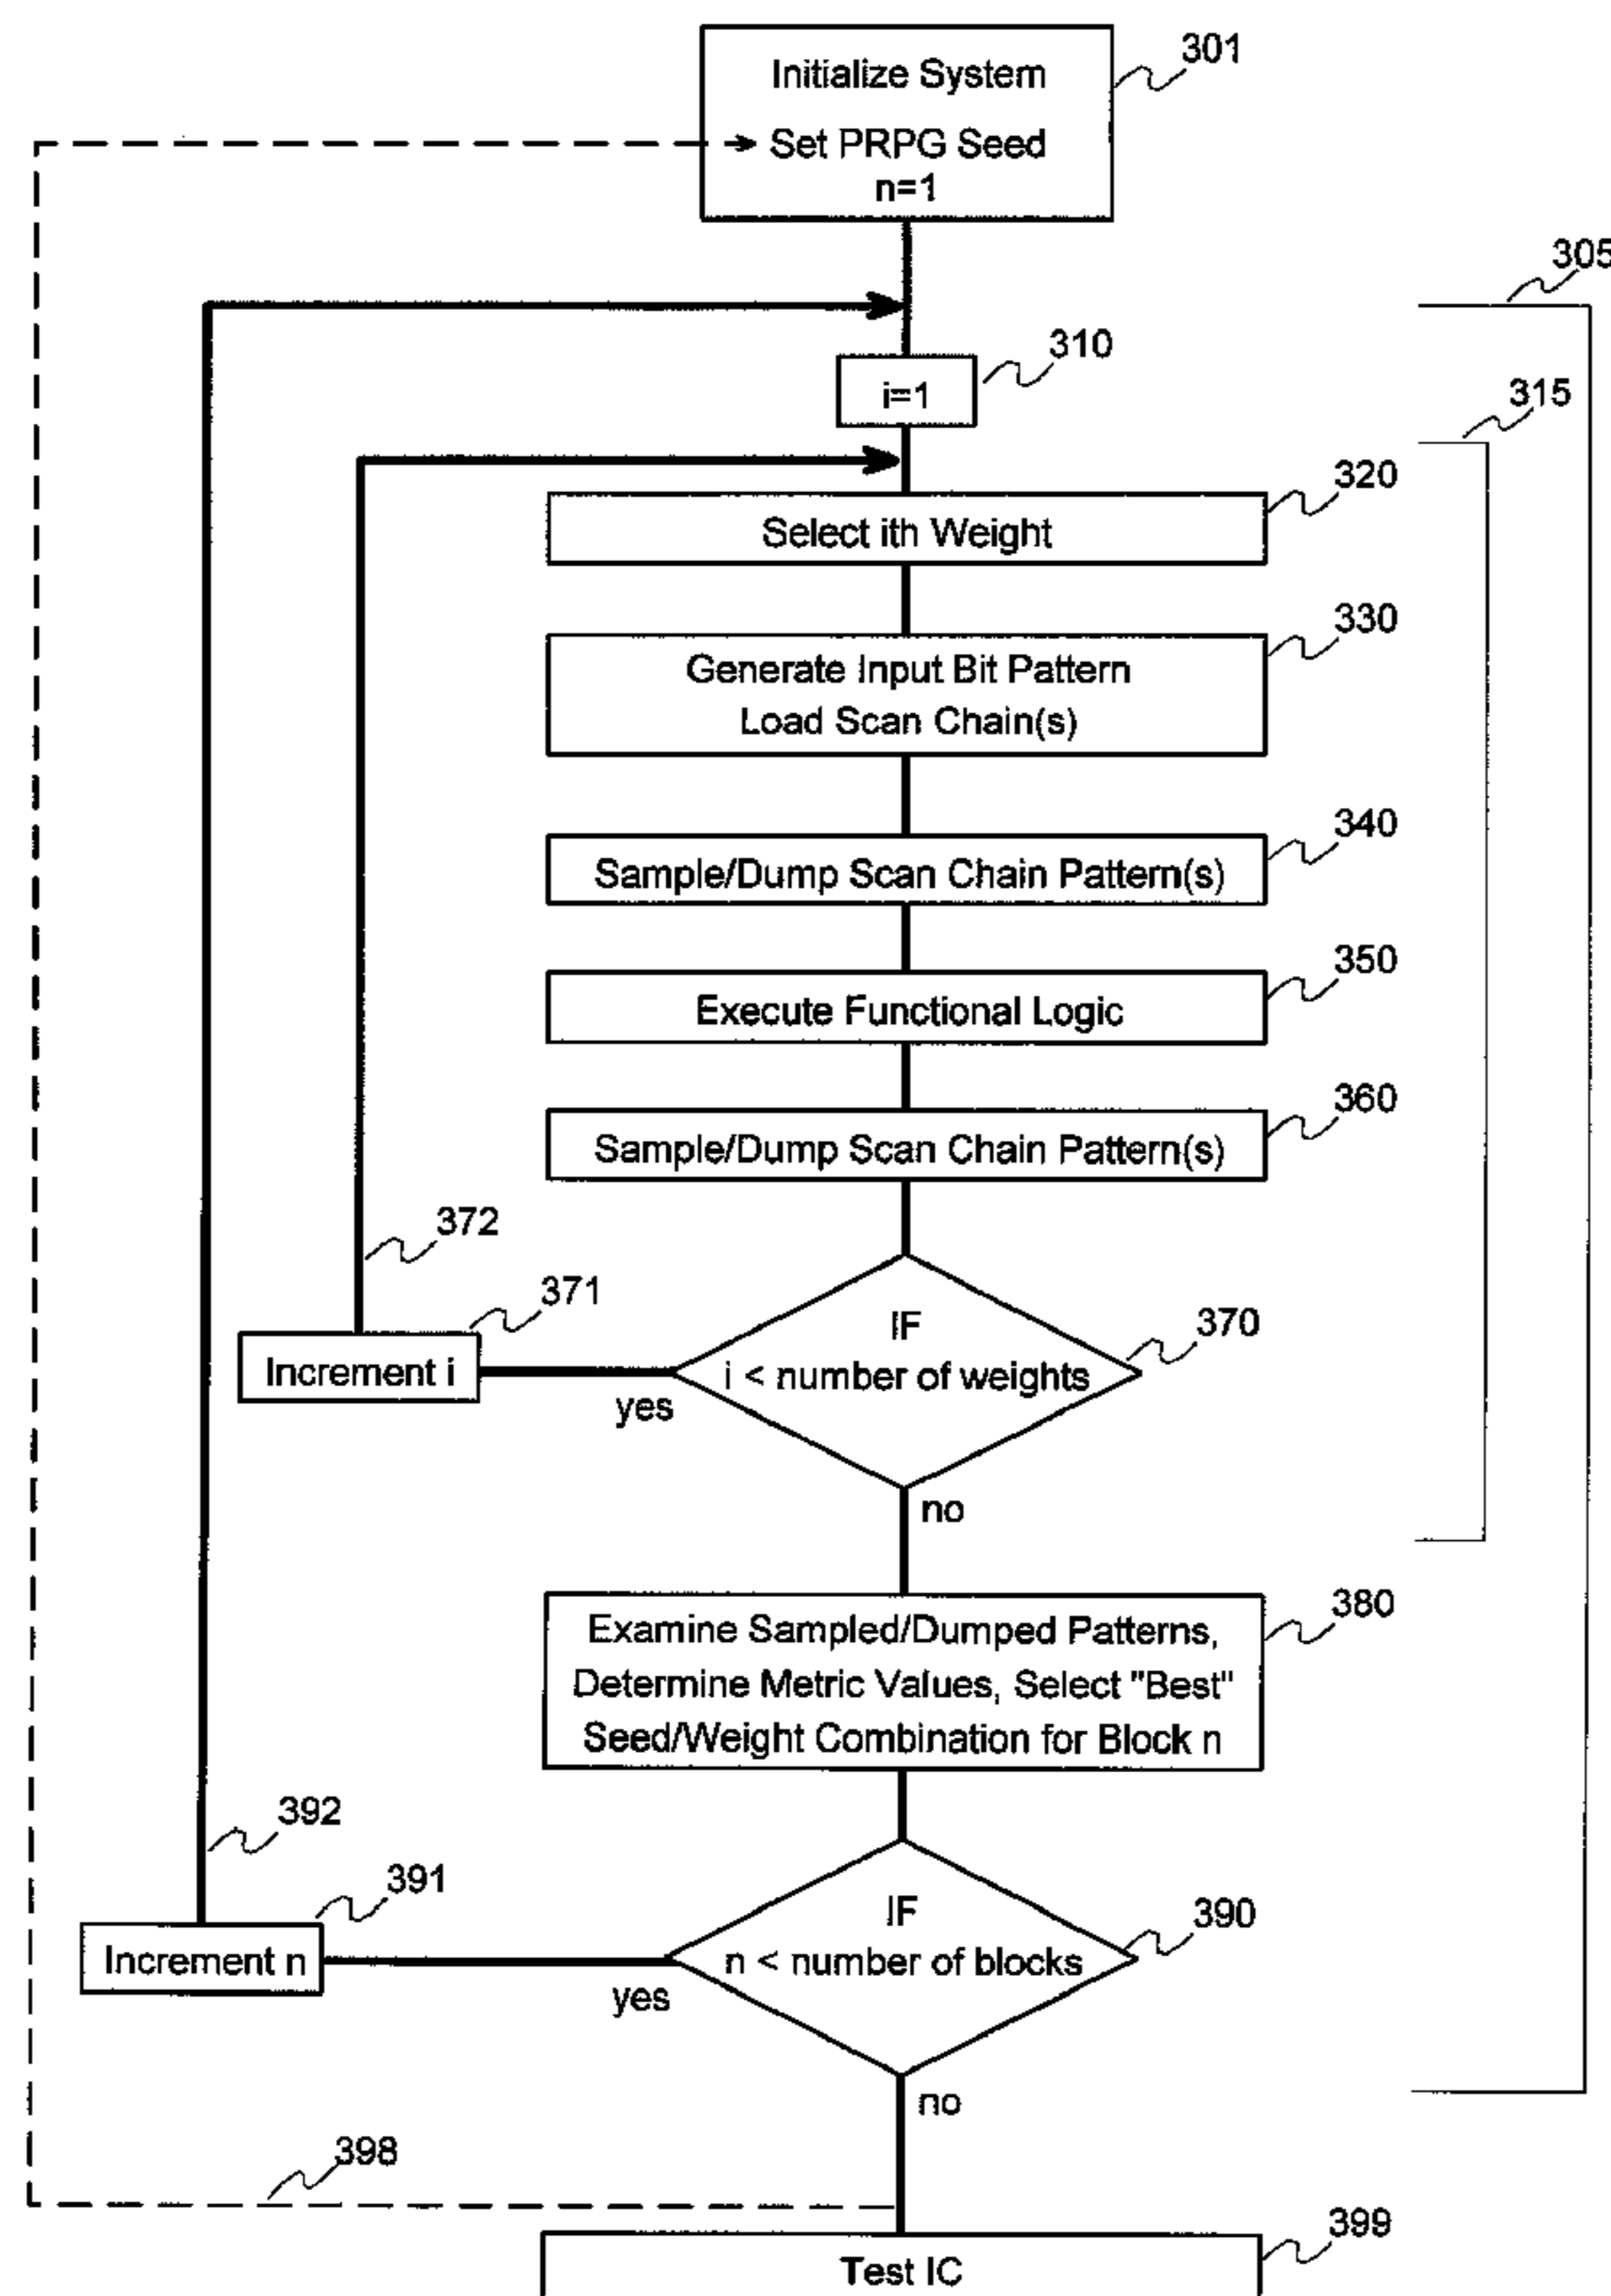 Initialize System
301
Set PRPG Seed
n=1
305
310
i=1
315
320
Select ith Weight
330
Generate Input Bit Pattern
Load Scan Chain(s)
340
Sample/Dump Scan Chain Pattern(s)
350
Execute Functional Logic
360
Sample/Dump Scan Chain Pattern(s)
372
371
IF
370
Increment i
i < number of weights
yes
no
380
Examine Sampled/Dumped Patterns,
Determine Metric Values, Select "Best"
Seed/Weight Combination for Block n
392
391
IF
390
Increment n
n < number of blocks
yes
no
398
399
Test IC